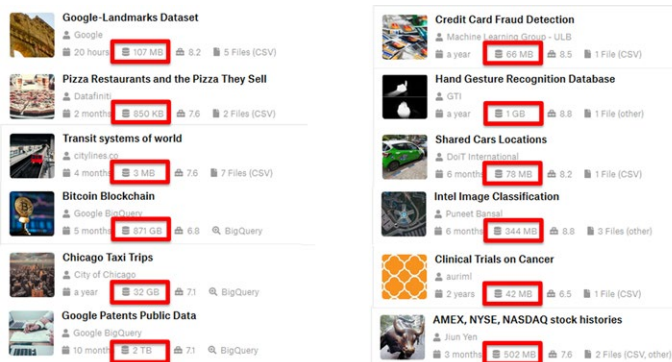 Google-Landmarks Dataset
Google
20 hours 107 MB 8.2 5 Files (CSV)
Pizza Restaurants and the Pizza They Sell
Datafiniti
2 months 850 KB 7.6 2 Files (CSV)
Transit systems of world
citylines.co
4 months 3 MB 7.6 7 Files (CSV)
Bitcoin Blockchain
Google BigQuery
5 months 871 GB 6.8 BigQuery
Chicago Taxi Trips
City of Chicago
a year 32 GB 7.1 BigQuery
Google Patents Public Data
Google BigQuery
10 month 2 TB 7.1 BigQuery
Credit Card Fraud Detection
Machine Learning Group - ULB
a year 66 MB 8.5 1 File (CSV)
Hand Gesture Recognition Database
GTI
a year 1 GB 8.8 1 File (other)
Shared Cars Locations
DoiT International
6 months 78 MB 8.2 1 File (CSV)
Intel Image Classification
Puneet Bansal
6 months 344 MB 8.8 3 Files (other)
Clinical Trials on Cancer
auriml
2 years 42 MB 6.5 1 File (CSV)
AMEX, NYSE, NASDAQ stock histories
Jiun Yen
3 months 502 MB 7.6 2 Files (CSV, other)